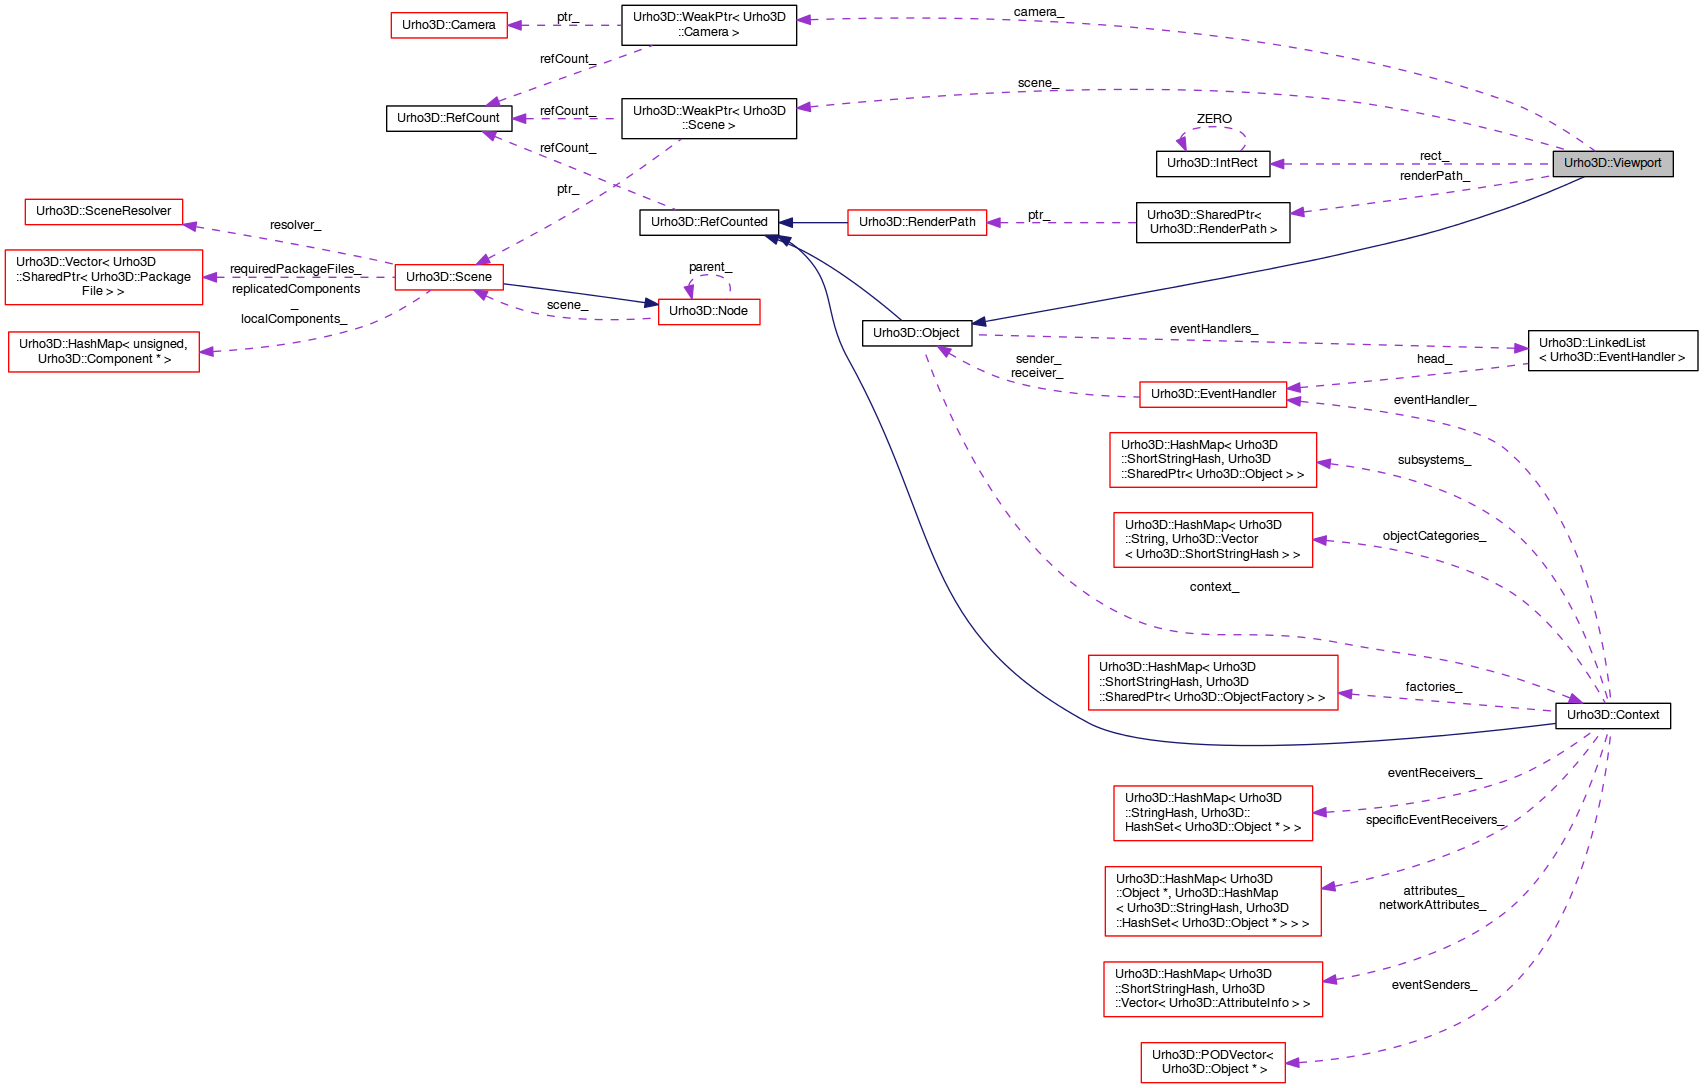 camera_
Urho3D::WeakPtr< Urho3D
::Camera >
ptr_
Urho3D::Camera
refCount_
scene_
Urho3D::WeakPtr< Urho3D
::Scene >
refCount_
Urho3D::RefCount
refCount_
ZERO
Urho3D::IntRect
rect_
Urho3D::Viewport
renderPath_
ptr_
Urho3D::SceneResolver
resolver_
Urho3D::RefCounted
Urho3D::RenderPath
ptr_
Urho3D::SharedPtr<
Urho3D::RenderPath >
Urho3D::Vector< Urho3D
::SharedPtr< Urho3D::Package
File > >
requiredPackageFiles_
Urho3D::Scene
parent_
replicatedComponents
_
localComponents_
scene_
Urho3D::Node
Urho3D::HashMap< unsigned,
Urho3D::Component * >
Urho3D::Object
eventHandlers_
Urho3D::LinkedList
< Urho3D::EventHandler >
sender_
receiver_
head_
Urho3D::EventHandler
eventHandler_
Urho3D::HashMap< Urho3D
::ShortStringHash, Urho3D
::SharedPtr< Urho3D::Object > >
subsystems_
Urho3D::HashMap< Urho3D
::String, Urho3D::Vector
< Urho3D::ShortStringHash > >
objectCategories_
context_
Urho3D::HashMap< Urho3D
::ShortStringHash, Urho3D
::SharedPtr< Urho3D::ObjectFactory > >
factories_
Urho3D::Context
eventReceivers_
Urho3D::HashMap< Urho3D
::StringHash, Urho3D::
HashSet< Urho3D::Object * > >
specificEventReceivers_
Urho3D::HashMap< Urho3D
::Object *, Urho3D::HashMap
< Urho3D::StringHash, Urho3D
::HashSet< Urho3D::Object * > > >
attributes_
networkAttributes_
Urho3D::HashMap< Urho3D
::ShortStringHash, Urho3D
::Vector< Urho3D::AttributeInfo > >
eventSenders_
Urho3D::PODVector<
Urho3D::Object * >